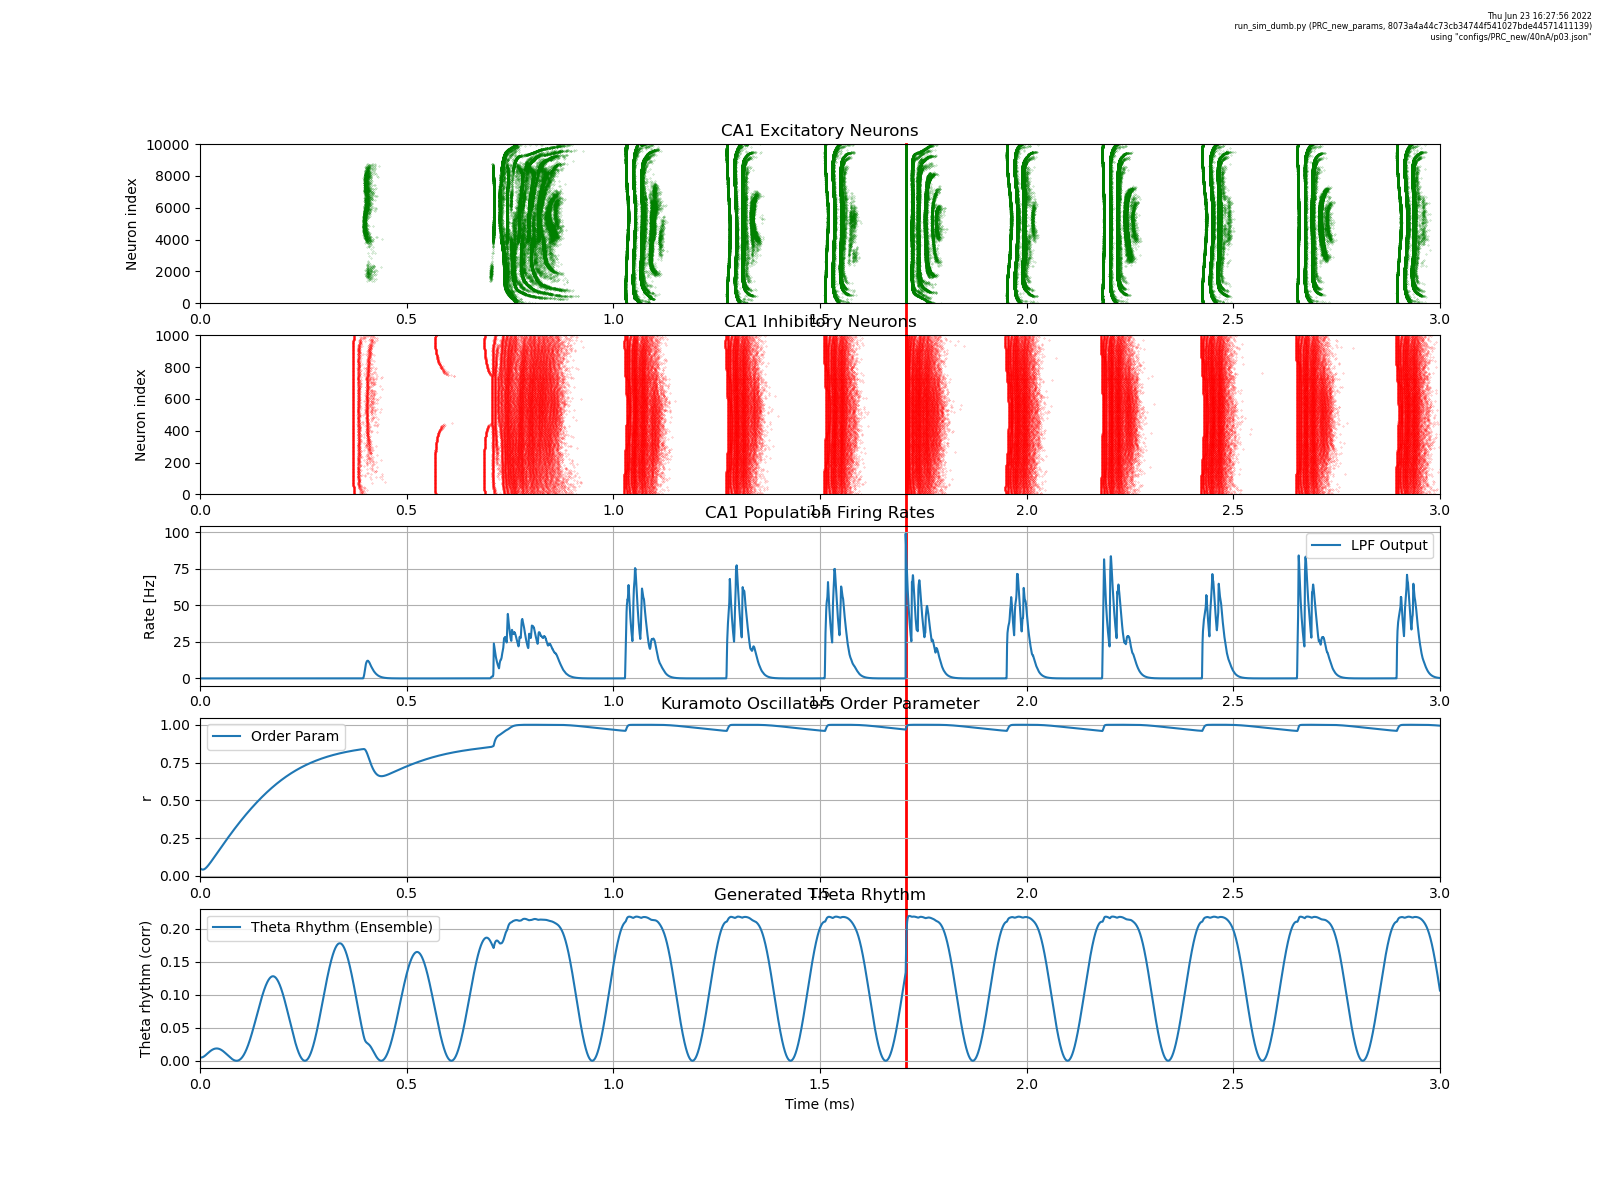 Thu Jun 23 16:27:56 2022
run_sim_dumb.py (PRC_new_params, 8073a4a44c73cb34744f541027bde44571411139)
using "configs/PRC_new/40nA/p03.json"
CA1 Excitatory Neurons
Neuron index
10000
8000
6000
4000
2000
0
0.0 0.5 1.0 1.5 2.0 2.5 3.0
CA1 Inhibitory Neurons
Neuron index
1000
800
600
400
200
0
0.0 0.5 1.0 1.5 2.0 2.5 3.0
CA1 Population Firing Rates
Rate [Hz]
100
75
50
25
0
LPF Output
0.0 0.5 1.0 1.5 2.0 2.5 3.0
Kuramoto Oscillators Order Parameter
r
1.00
0.75
0.50
0.25
0.00
Order Param
0.0 0.5 1.0 1.5 2.0 2.5 3.0
Generated Theta Rhythm
Theta rhythm (corr)
0.20
0.15
0.10
0.05
0.00
Theta Rhythm (Ensemble)
0.0 0.5 1.0 1.5 2.0 2.5 3.0
Time (ms)